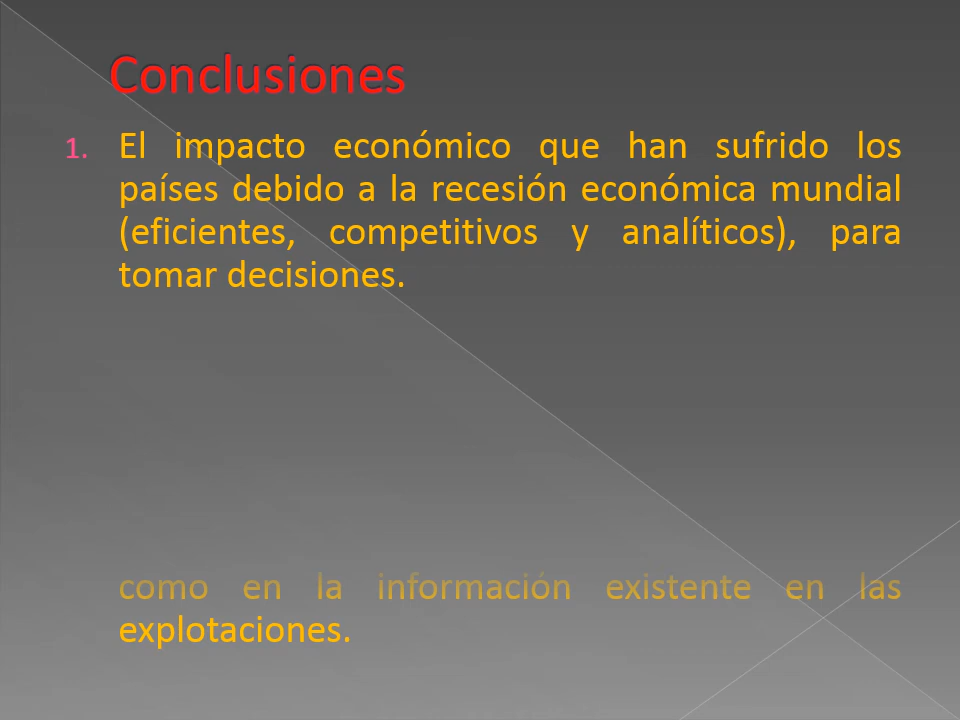 Conclusiones
1. El impacto económico que han sufrido los
países debido a la recesión económica mundial
(eficientes, competitivos y analíticos), para
tomar decisiones.
como en la información existente en las
explotaciones.